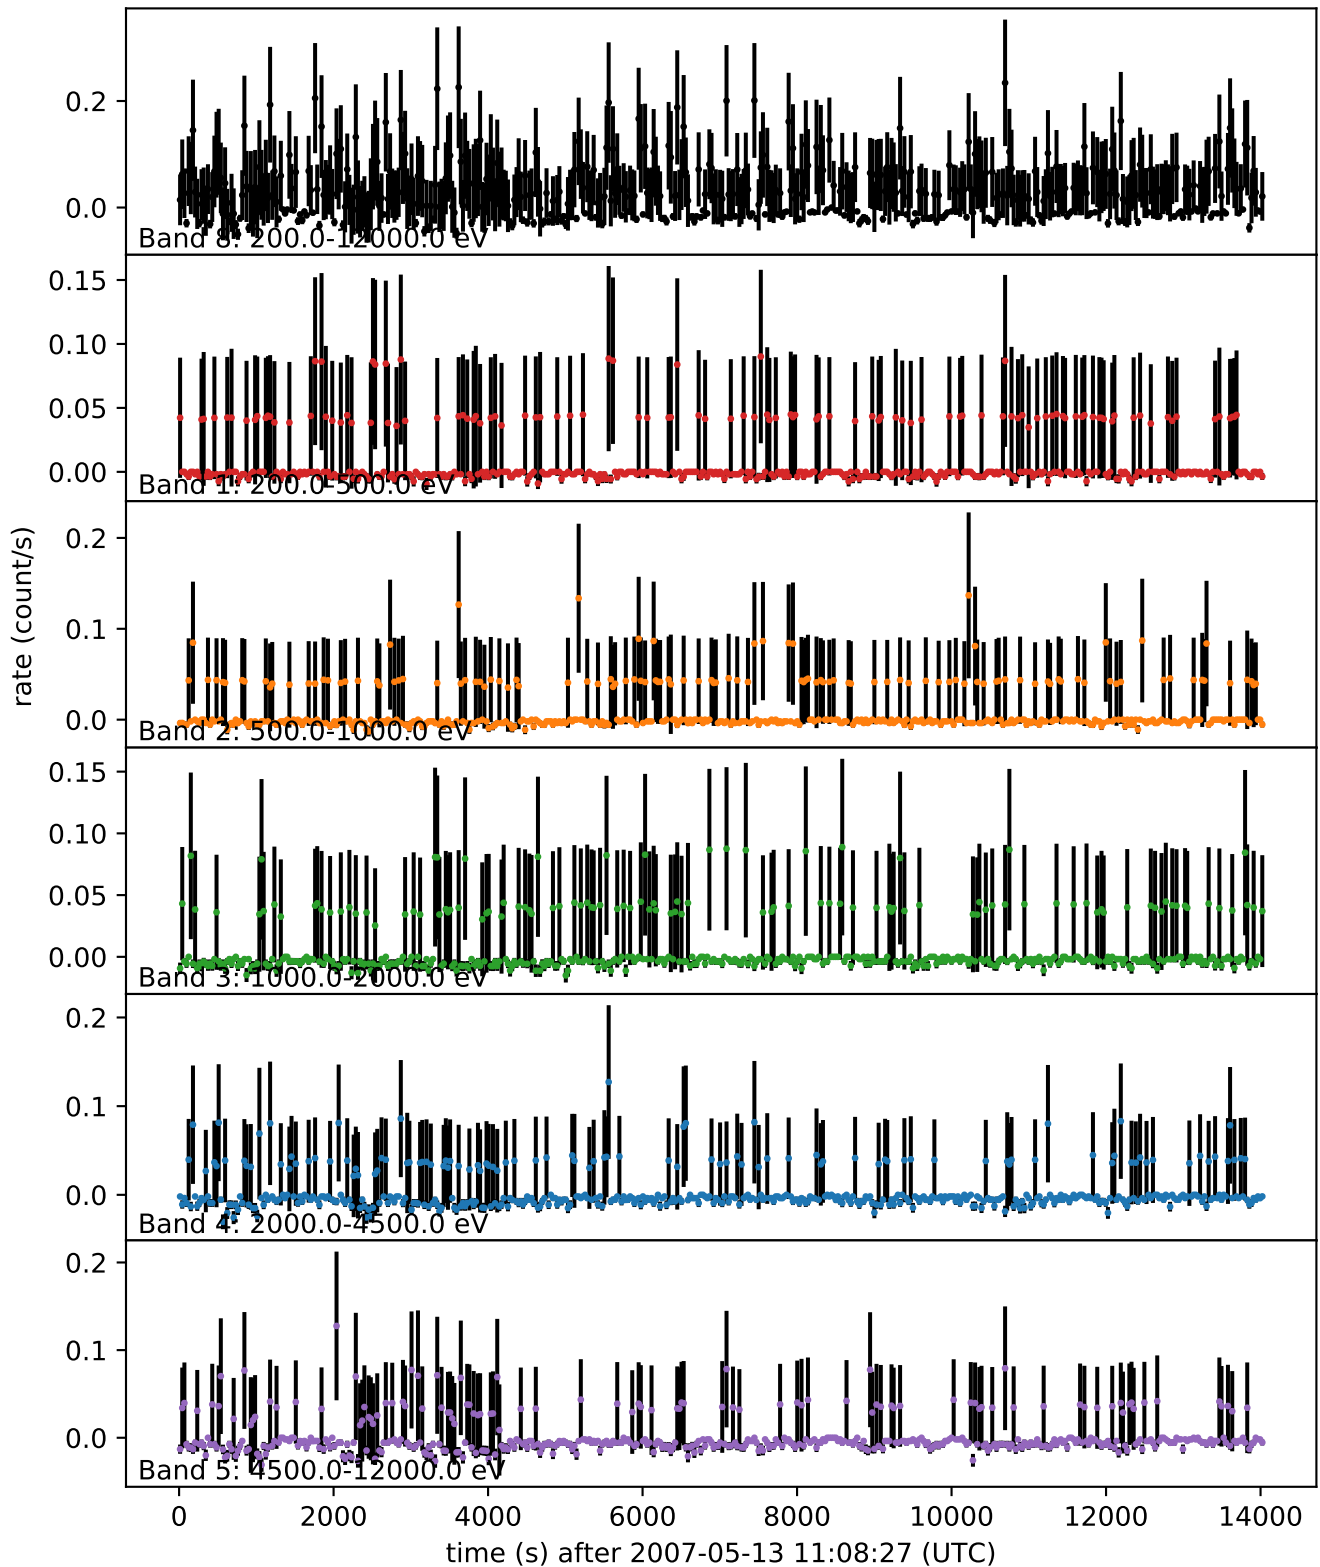 0.2
0.0
Band 8: 200.0-12000.0 eV
0.15
0.10
0.05
0.00
Band 1: 200.0-500.0 eV
0.2
0.1
0.0
Band 2: 500.0-1000.0 eV
rate (count/s)
0.15
0.10
0.05
0.00
Band 3: 1000.0-2000.0 eV
0.2
0.1
0.0
Band 4: 2000.0-4500.0 eV
0.2
0.1
0.0
Band 5: 4500.0-12000.0 eV
0 2000 4000 6000 8000 10000 12000 14000
time (s) after 2007-05-13 11:08:27 (UTC)